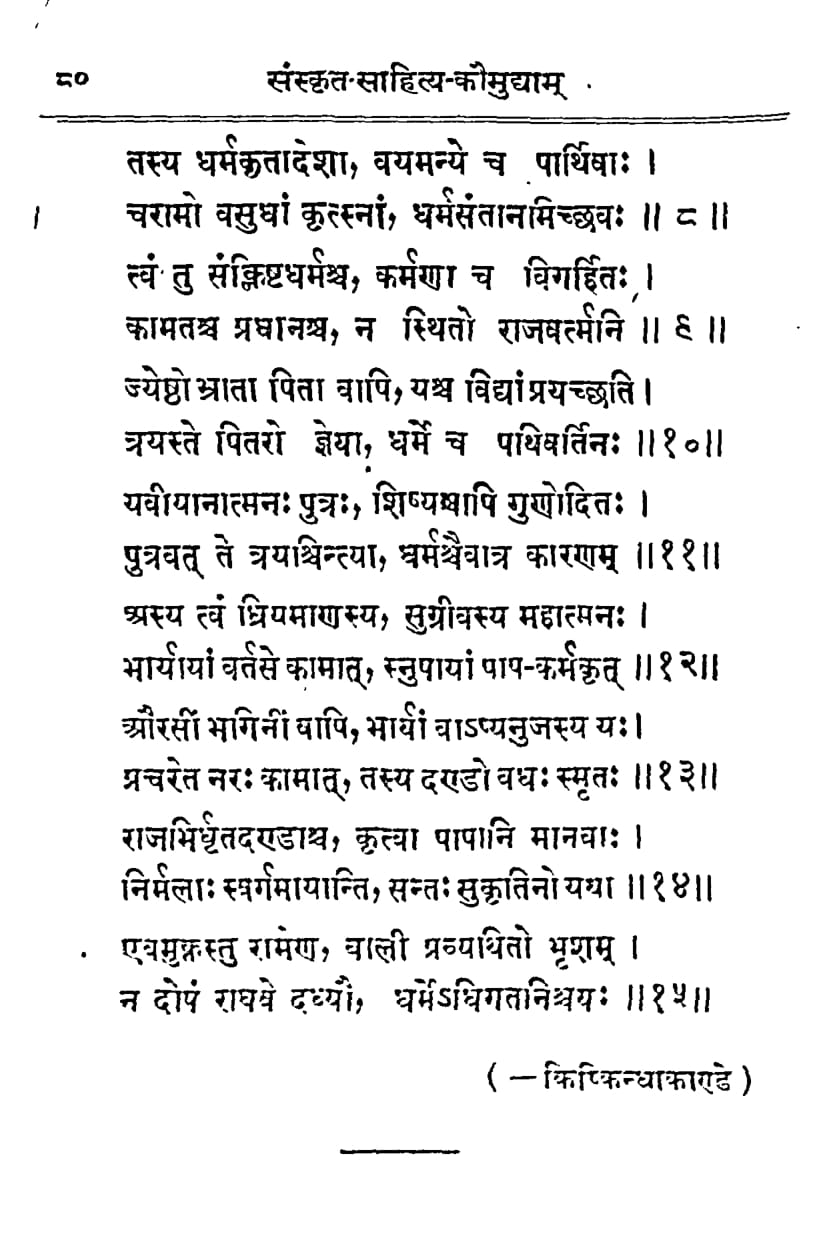 ८० संस्कृत-साहित्य-कौमुद्याम्
तस्य धर्मकृतादेशा, वयमन्ये च पार्थिवाः ।
चरामो वसुधां कृत्स्नां, धर्मसंतानमिच्छवः ॥ ८ ॥
त्वं तु संक्लिष्टधर्मश्च, कर्मणा च विगर्हितः ।
कामतश्च प्रधानश्च, न स्थितो राजवर्त्मनि ॥ ९ ॥
ज्येष्ठो भ्राता पिता वापि, यश्च विद्यां प्रयच्छति ।
त्रयस्ते पितरो ज्ञेया, धर्मे च पथिवर्तिनः ॥१०॥
यवीयानात्मनः पुत्रः, शिष्यश्चापि गुणोदितः ।
पुत्रवत् ते त्रयश्चिन्त्या, धर्मश्चैवात्र कारणम् ॥११॥
अस्य त्वं ध्रियमाणस्य, सुग्रीवस्य महात्मनः ।
भार्यायां वर्तसे कामात्, स्नुपायां पाप-कर्मकृत् ॥१२॥
औरसीं भगिनीं वापि, भार्यां वाऽप्यनुजस्य यः ।
प्रचरेत नरः कामात्, तस्य दण्डो वधः स्मृतः ॥१३॥
राजभिर्धृतदण्डाश्च, कृत्वा पापानि मानवाः ।
निर्मलाः स्वर्गमायान्ति, सन्तः सुकृतिनो यथा ॥१४॥
एवमुक्तस्तु रामेण, वाली प्रव्यथितो भृशम् ।
न दोपं राघवे दध्यौ, धर्मेऽधिगतनिश्चयः ॥१५॥
(—किष्किन्धाकाण्डे)